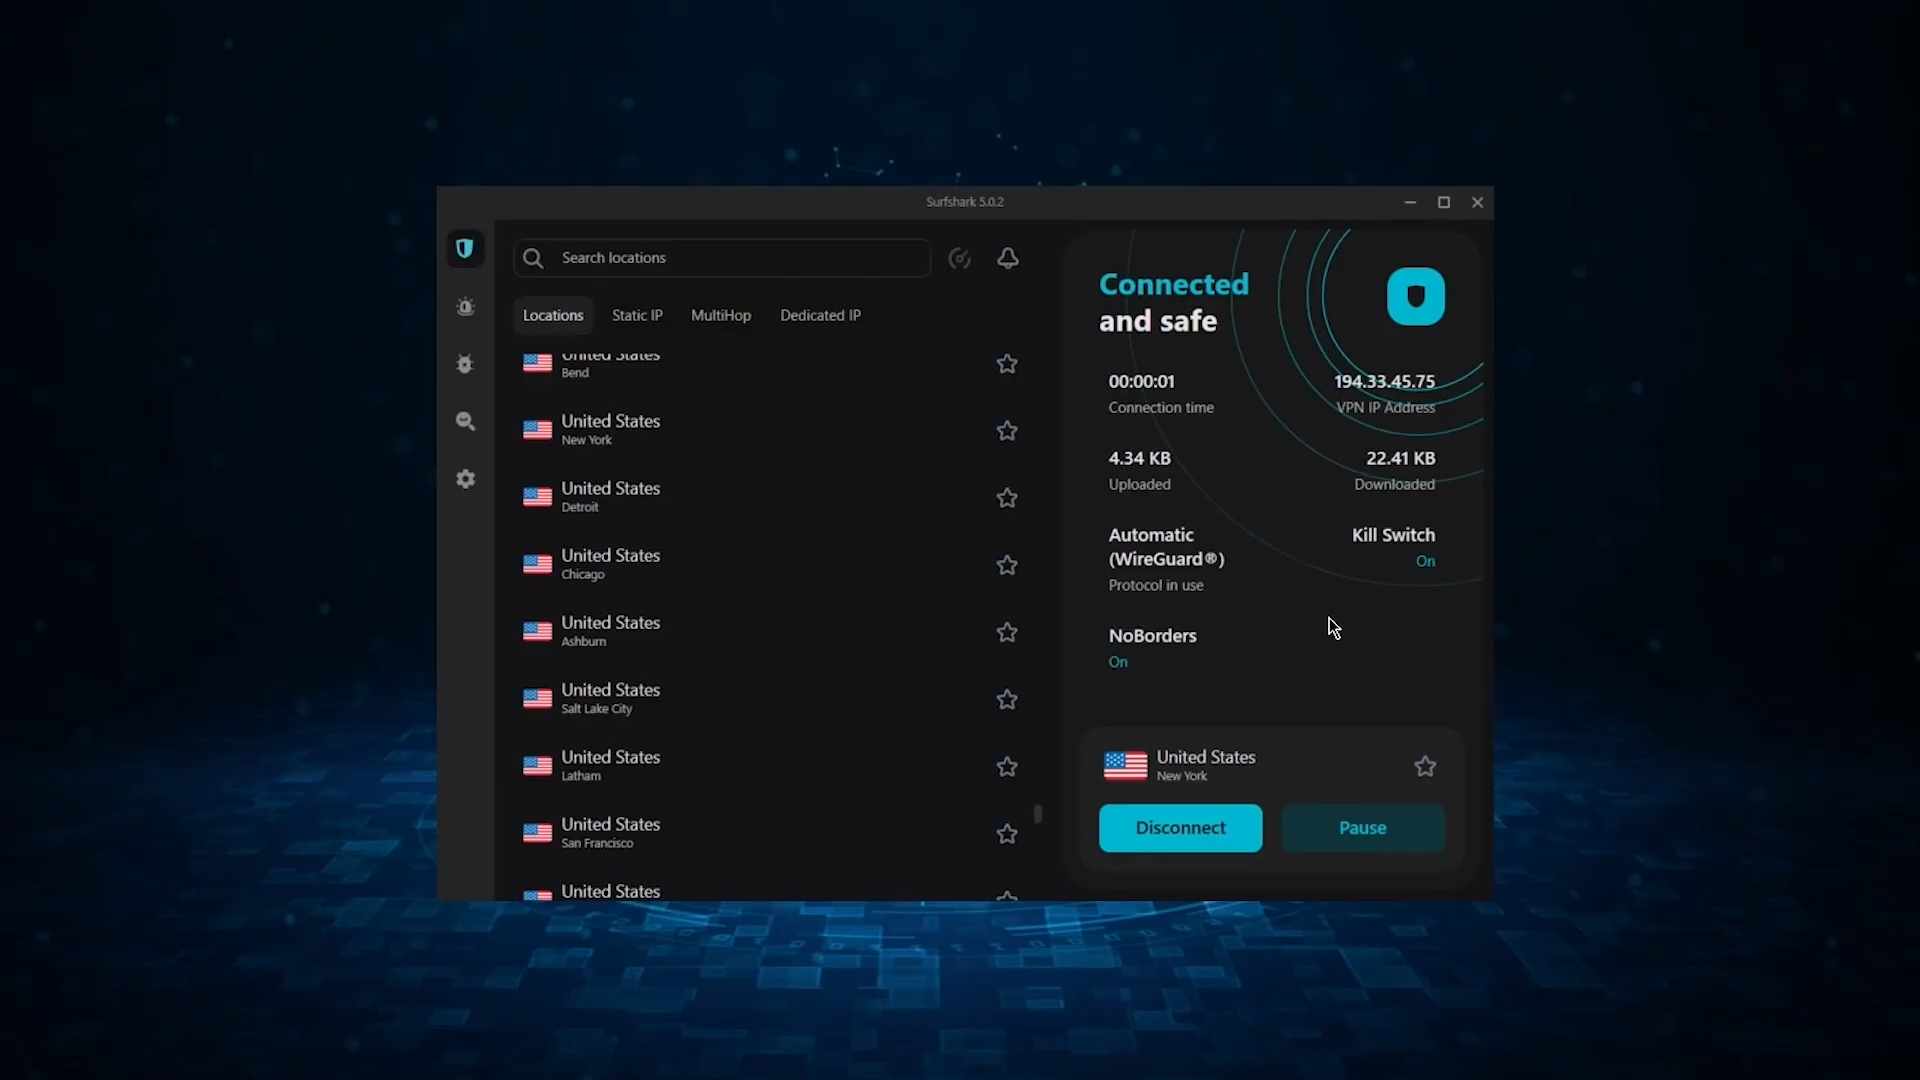 Surfshark 5.0.2
Search locations
Locations
Static IP
MultiHop
Dedicated IP
United States
Bend
United States
New York
United States
Detroit
United States
Chicago
United States
Ashburn
United States
Salt Lake City
United States
Latham
United States
San Francisco
United States
Connected
and safe
00:00:01
Connection time
194.33.45.75
VPN IP Address
4.34 KB
Uploaded
22.41 KB
Downloaded
Automatic
(WireGuard®)
Protocol in use
Kill Switch
On
NoBorders
On
United States
New York
Disconnect
Pause